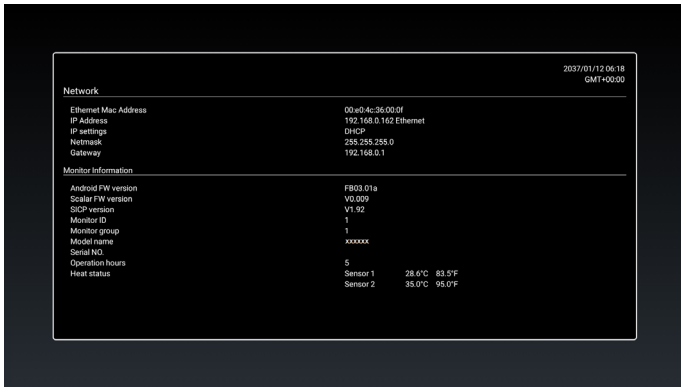 2037/01/12 06:18
GMT+00:00
Network
Ethernet Mac Address 00:e0:4c:36:00:0f
IP Address 192.168.0.162 Ethernet
IP settings DHCP
Netmask 255.255.255.0
Gateway 192.168.0.1
Monitor Information
Android FW version FB03.01a
Scalar FW version V0.009
SICP version V1.92
Monitor ID 1
Monitor group 1
Model name xxxxxx
Serial NO.
Operation hours 5
Heat status Sensor 1 28.6°C 83.5°F
Sensor 2 35.0°C 95.0°F